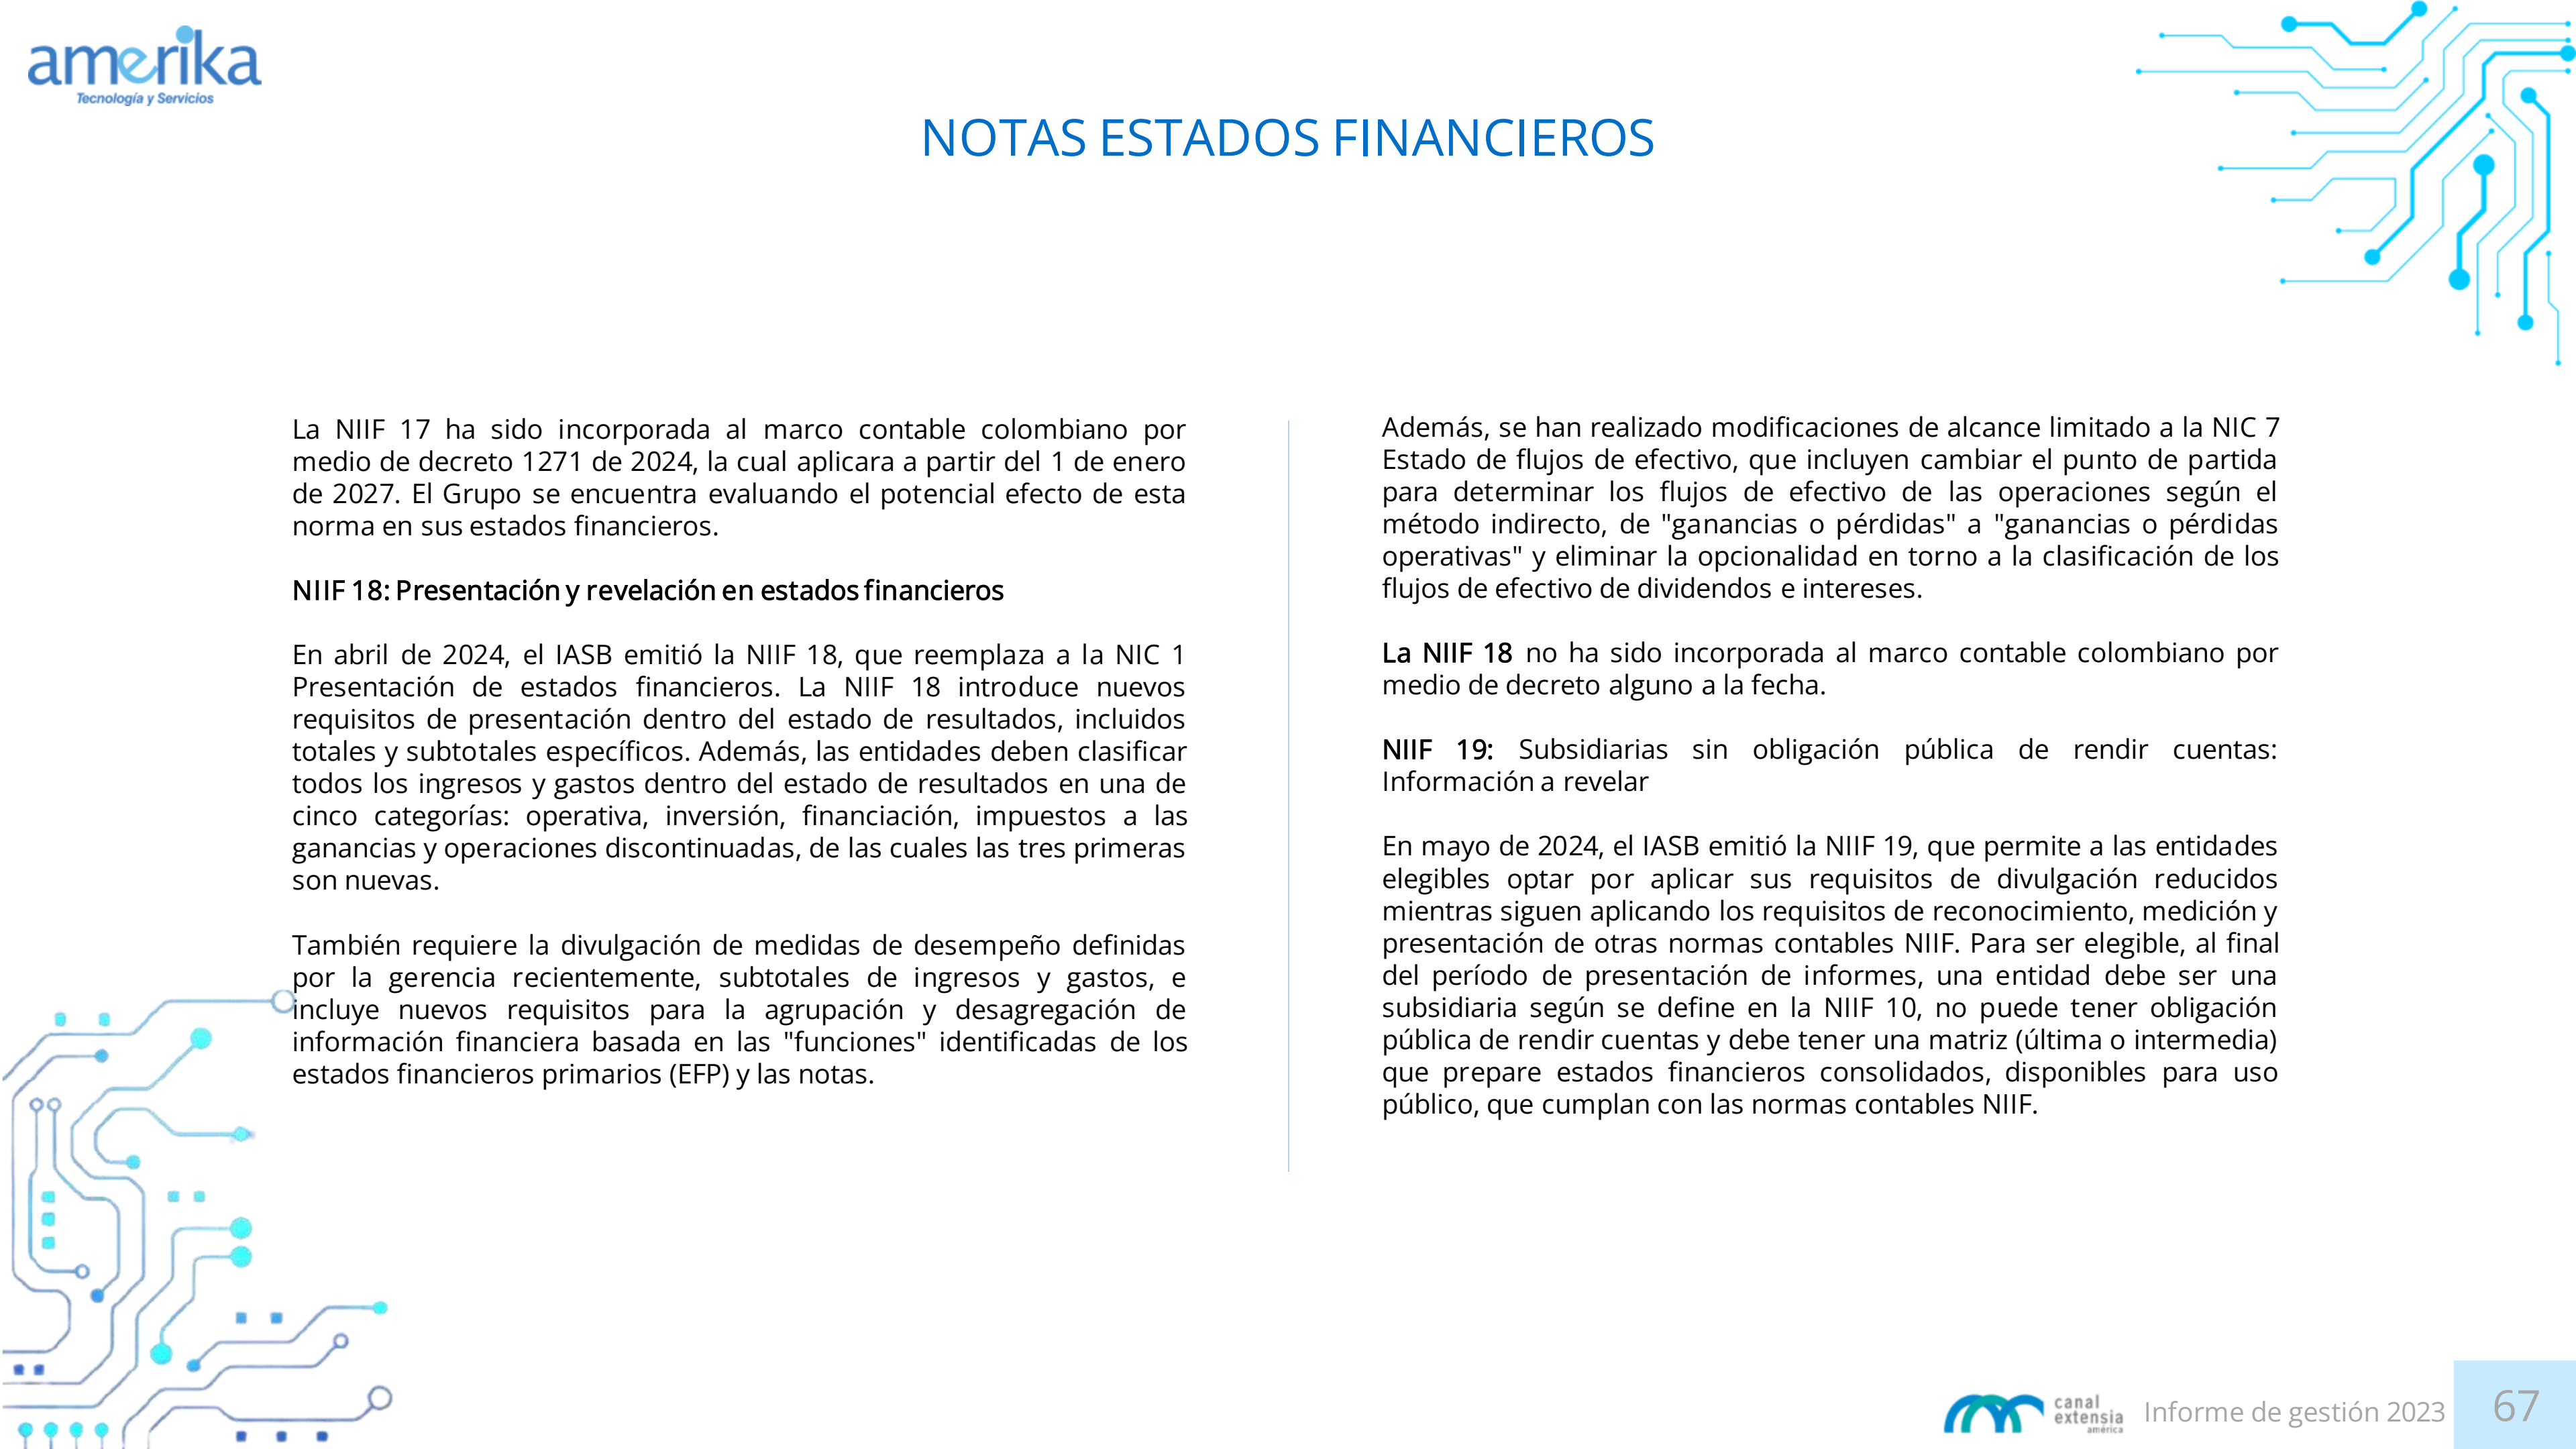 amerika
Tecnología y Servicios
NOTAS ESTADOS FINANCIEROS
La NIIF 17 ha sido incorporada al marco contable colombiano por
medio de decreto 1271 de 2024, la cual aplicara a partir del 1 de enero
de 2027. El Grupo se encuentra evaluando el potencial efecto de esta
norma en sus estados financieros.
NIIF 18: Presentación y revelación en estados financieros
En abril de 2024, el IASB emitió la NIIF 18, que reemplaza a la NIC 1
Presentación de estados financieros. La NIIF 18 introduce nuevos
requisitos de presentación dentro del estado de resultados, incluidos
totales y subtotales específicos. Además, las entidades deben clasificar
todos los ingresos y gastos dentro del estado de resultados en una de
cinco categorías: operativa, inversión, financiación, impuestos a las
ganancias y operaciones discontinuadas, de las cuales las tres primeras
son nuevas.
También requiere la divulgación de medidas de desempeño definidas
por la gerencia recientemente, subtotales de ingresos y gastos, e
incluye nuevos requisitos para la agrupación y desagregación de
información financiera basada en las "funciones" identificadas de los
estados financieros primarios (EFP) y las notas.
Además, se han realizado modificaciones de alcance limitado a la NIC 7
Estado de flujos de efectivo, que incluyen cambiar el punto de partida
para determinar los flujos de efectivo de las operaciones según el
método indirecto, de "ganancias o pérdidas" a "ganancias o pérdidas
operativas" y eliminar la opcionalidad en torno a la clasificación de los
flujos de efectivo de dividendos e intereses.
La NIIF 18 no ha sido incorporada al marco contable colombiano por
medio de decreto alguno a la fecha.
NIIF 19: Subsidiarias sin obligación pública de rendir cuentas:
Información a revelar
En mayo de 2024, el IASB emitió la NIIF 19, que permite a las entidades
elegibles optar por aplicar sus requisitos de divulgación reducidos
mientras siguen aplicando los requisitos de reconocimiento, medición y
presentación de otras normas contables NIIF. Para ser elegible, al final
del período de presentación de informes, una entidad debe ser una
subsidiaria según se define en la NIIF 10, no puede tener obligación
pública de rendir cuentas y debe tener una matriz (última o intermedia)
que prepare estados financieros consolidados, disponibles para uso
público, que cumplan con las normas contables NIIF.
canal
extensia
américa
Informe de gestión 2023
67